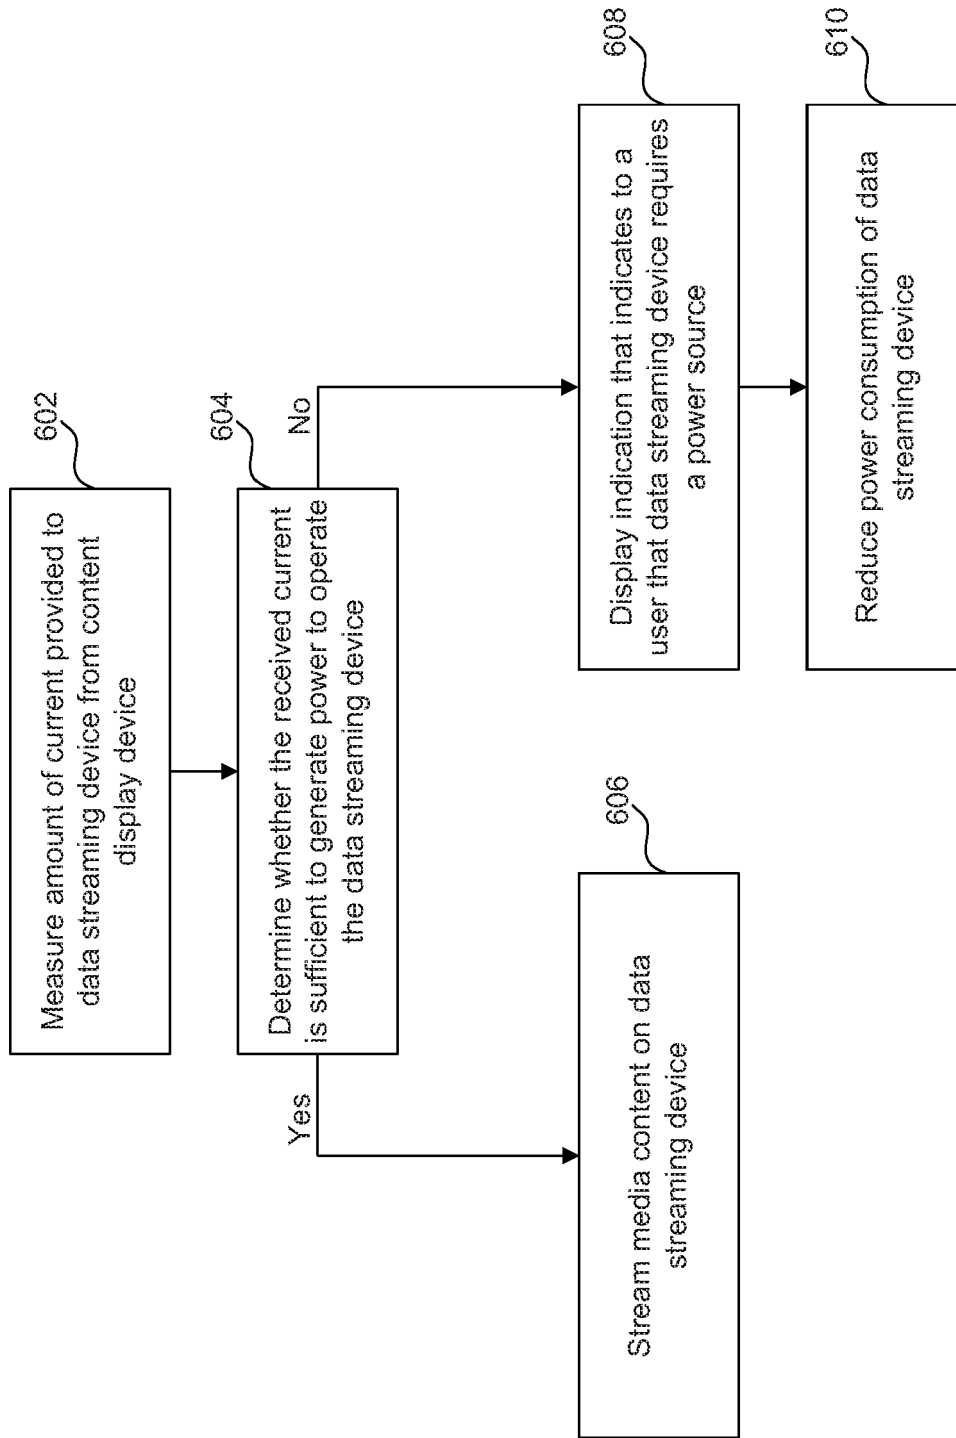 602
Measure amount of current provided to
data streaming device from content
display device
604
Determine whether the received current
is sufficient to generate power to operate
the data streaming device
Yes
No
606
Stream media content on data
streaming device
608
Display indication that indicates to a
user that data streaming device requires
a power source
610
Reduce power consumption of data
streaming device